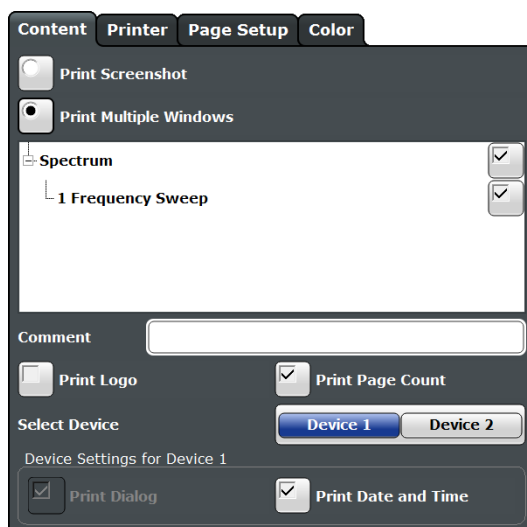 Content Printer Page Setup Color
Print Screenshot
Print Multiple Windows
Spectrum
1 Frequency Sweep
Comment
Print Logo Print Page Count
Select Device Device 1 Device 2
Device Settings for Device 1
Print Dialog Print Date and Time